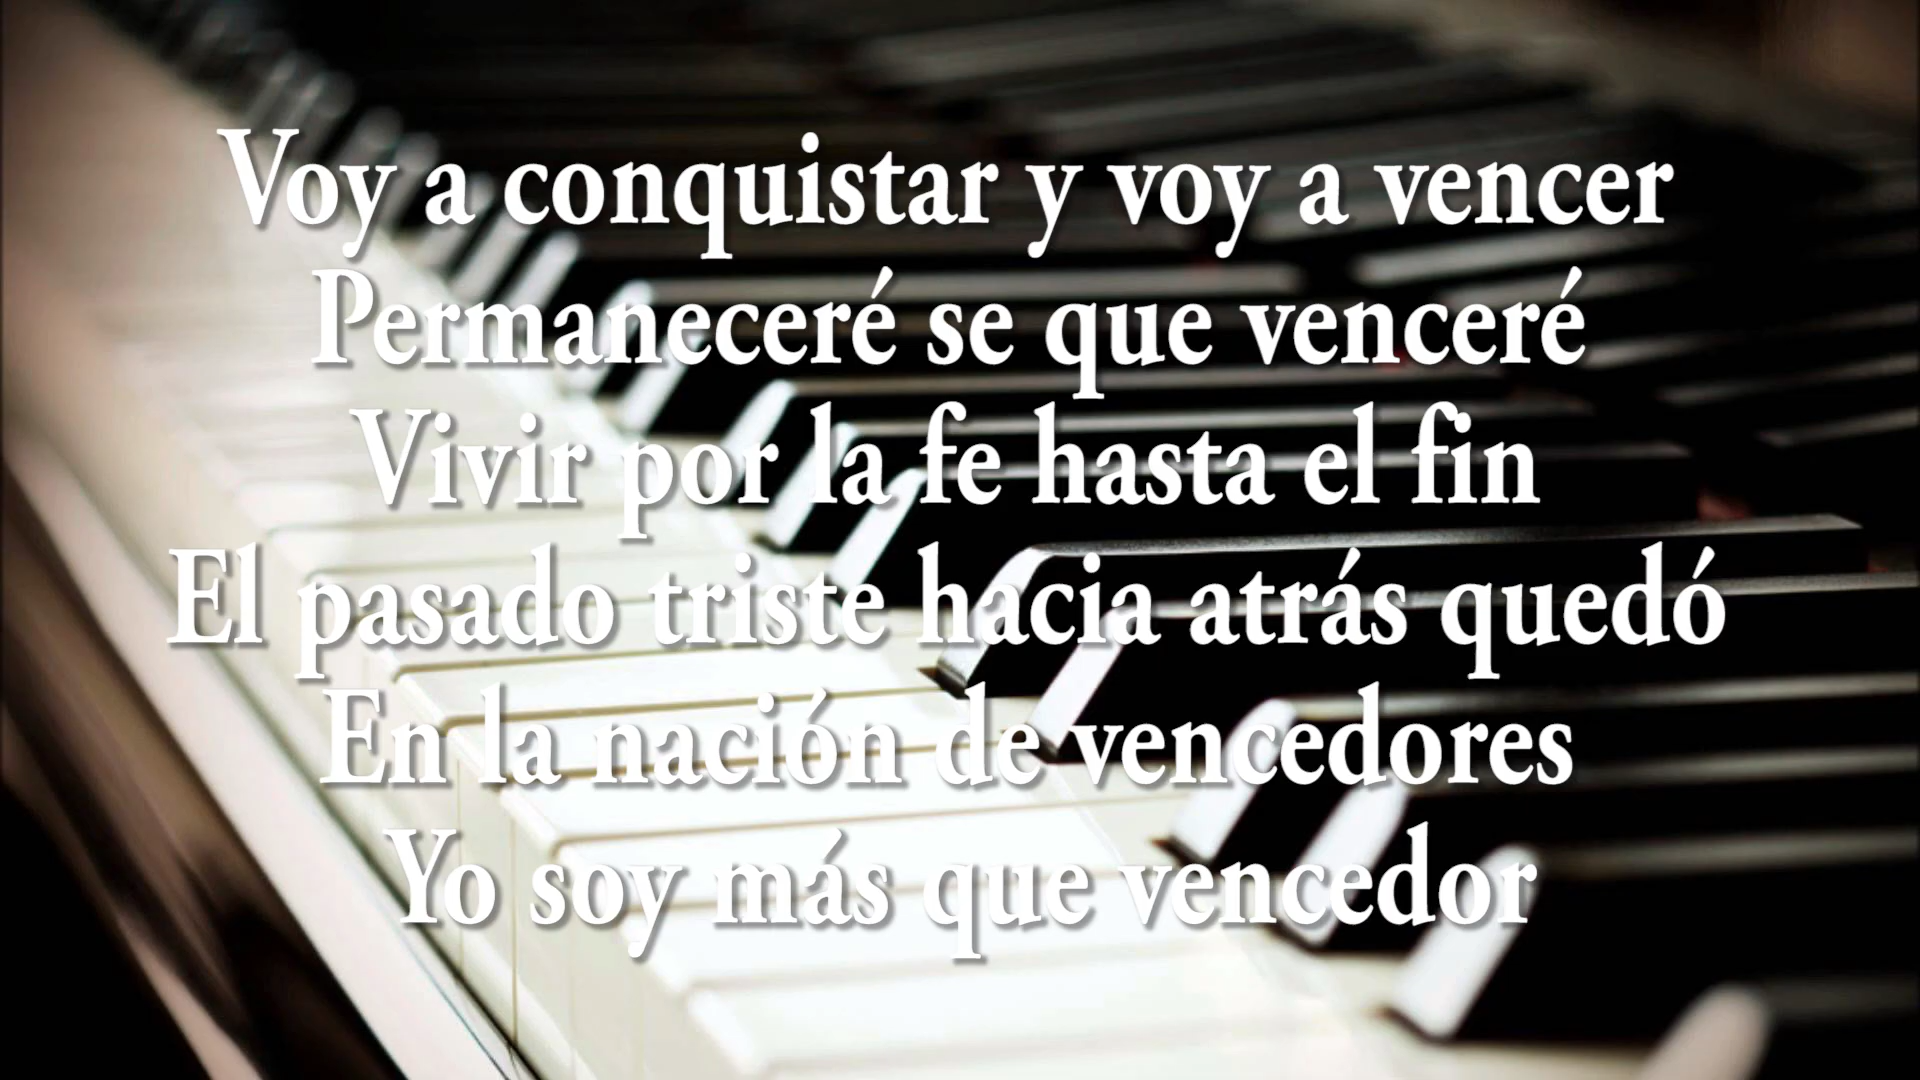 Voy a conquistar y voy a vencer
Permaneceré se que venceré
Vivir por la fe hasta el fin
El pasado triste hacia atrás quedó
En la nación de vencedores
Yo soy más que vencedor